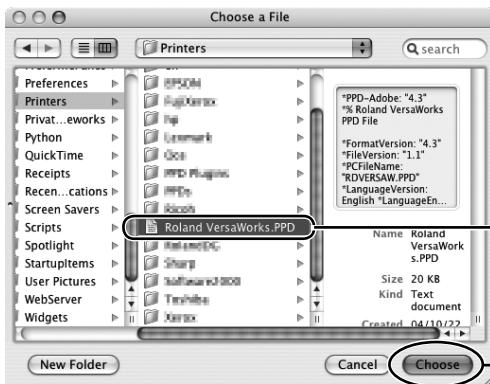 Choose a File
Printers
search
Preferences
Printers
Privat...eworks
Python
QuickTime
Receipts
Recen...cations
Screen Savers
Scripts
Spotlight
StartupItems
User Pictures
WebServer
Widgets
EPSON
FujiXerox
hp
Lexmark
PPD Plugins
PPDs
Ricoh
Roland VersaWorks.PPD
RolandDG
Sharp
Toshiba
Xerox
*PPD-Adobe: "4.3"
*% Roland VersaWorks
PPD File
*FormatVersion: "4.3"
*FileVersion: "1.1"
*PCFileName:
"RDVERSAW.PPD"
*LanguageVersion:
English *LanguageEn...
Name Roland
VersaWork
s.PPD
Size 20 KB
Kind Text
document
Created 04/10/22
New Folder
Cancel
Choose